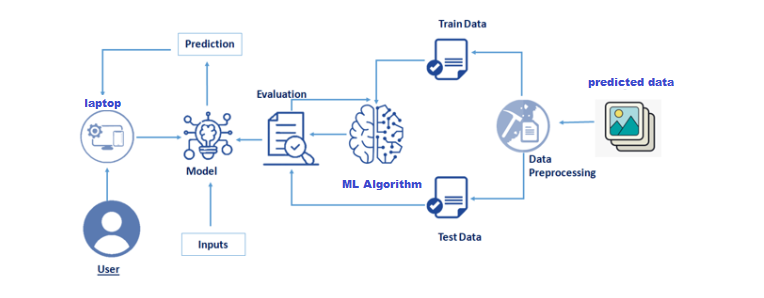 Train Data
Prediction
predicted data
laptop
Evaluation
Model
ML Algorithm
Data
Preprocessing
Inputs
Test Data
User